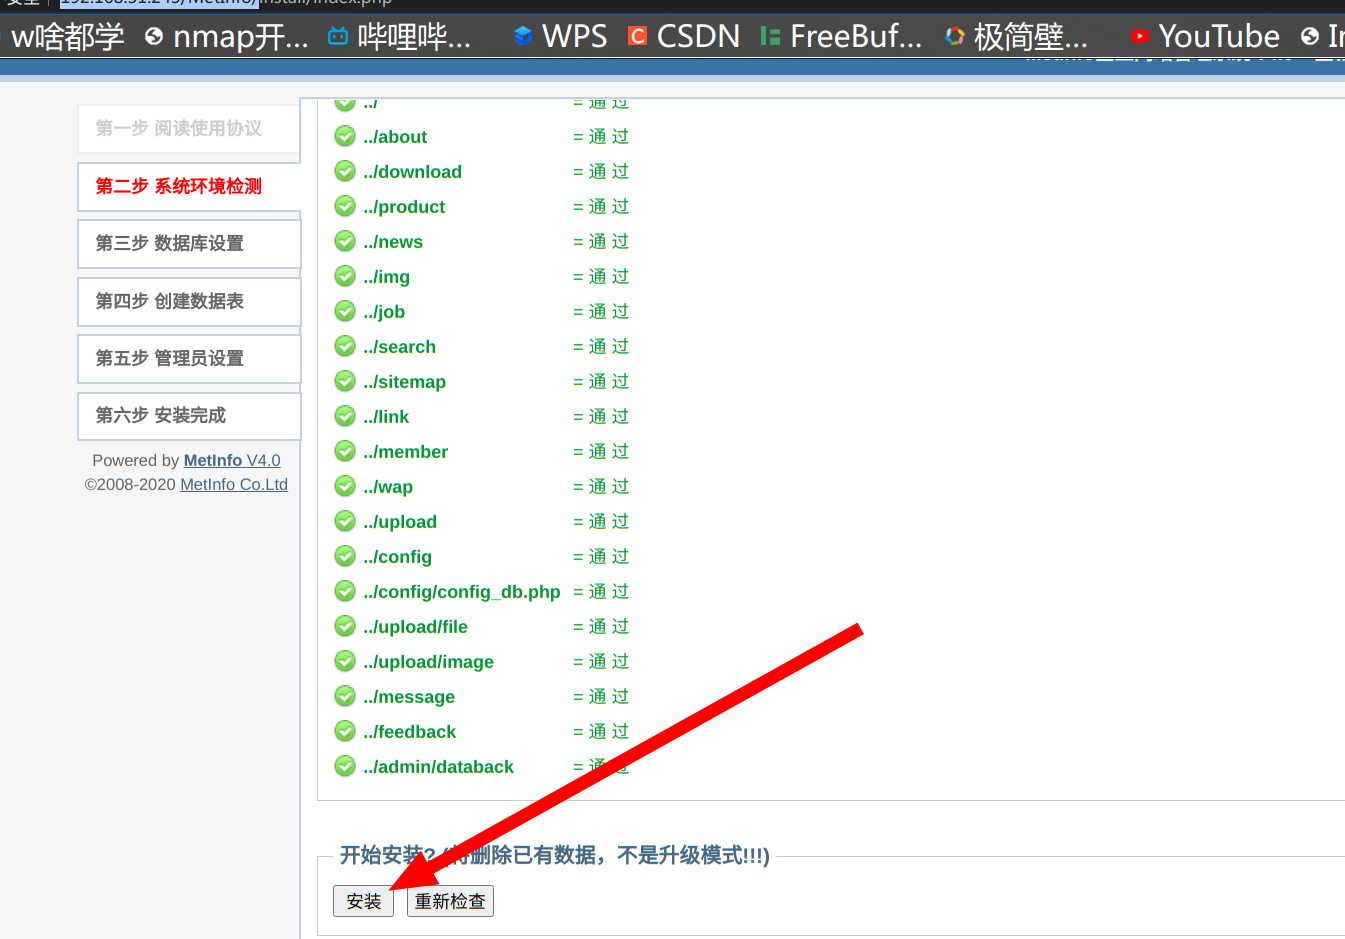 w啥都学 nmap开... 哔哩哔... WPS CSDN FreeBuf... 极简壁... YouTube
第一步 阅读使用协议
第二步 系统环境检测
第三步 数据库设置
第四步 创建数据表
第五步 管理员设置
第六步 安装完成
Powered by MetInfo V4.0
©2008-2020 MetInfo Co.Ltd
../ = 通 过
../about = 通 过
../download = 通 过
../product = 通 过
../news = 通 过
../img = 通 过
../job = 通 过
../search = 通 过
../sitemap = 通 过
../link = 通 过
../member = 通 过
../wap = 通 过
../upload = 通 过
../config = 通 过
../config/config_db.php = 通 过
../upload/file = 通 过
../upload/image = 通 过
../message = 通 过
../feedback = 通 过
../admin/databack = 通 过
开始安装? (将删除已有数据，不是升级模式!!!)
安装 重新检查